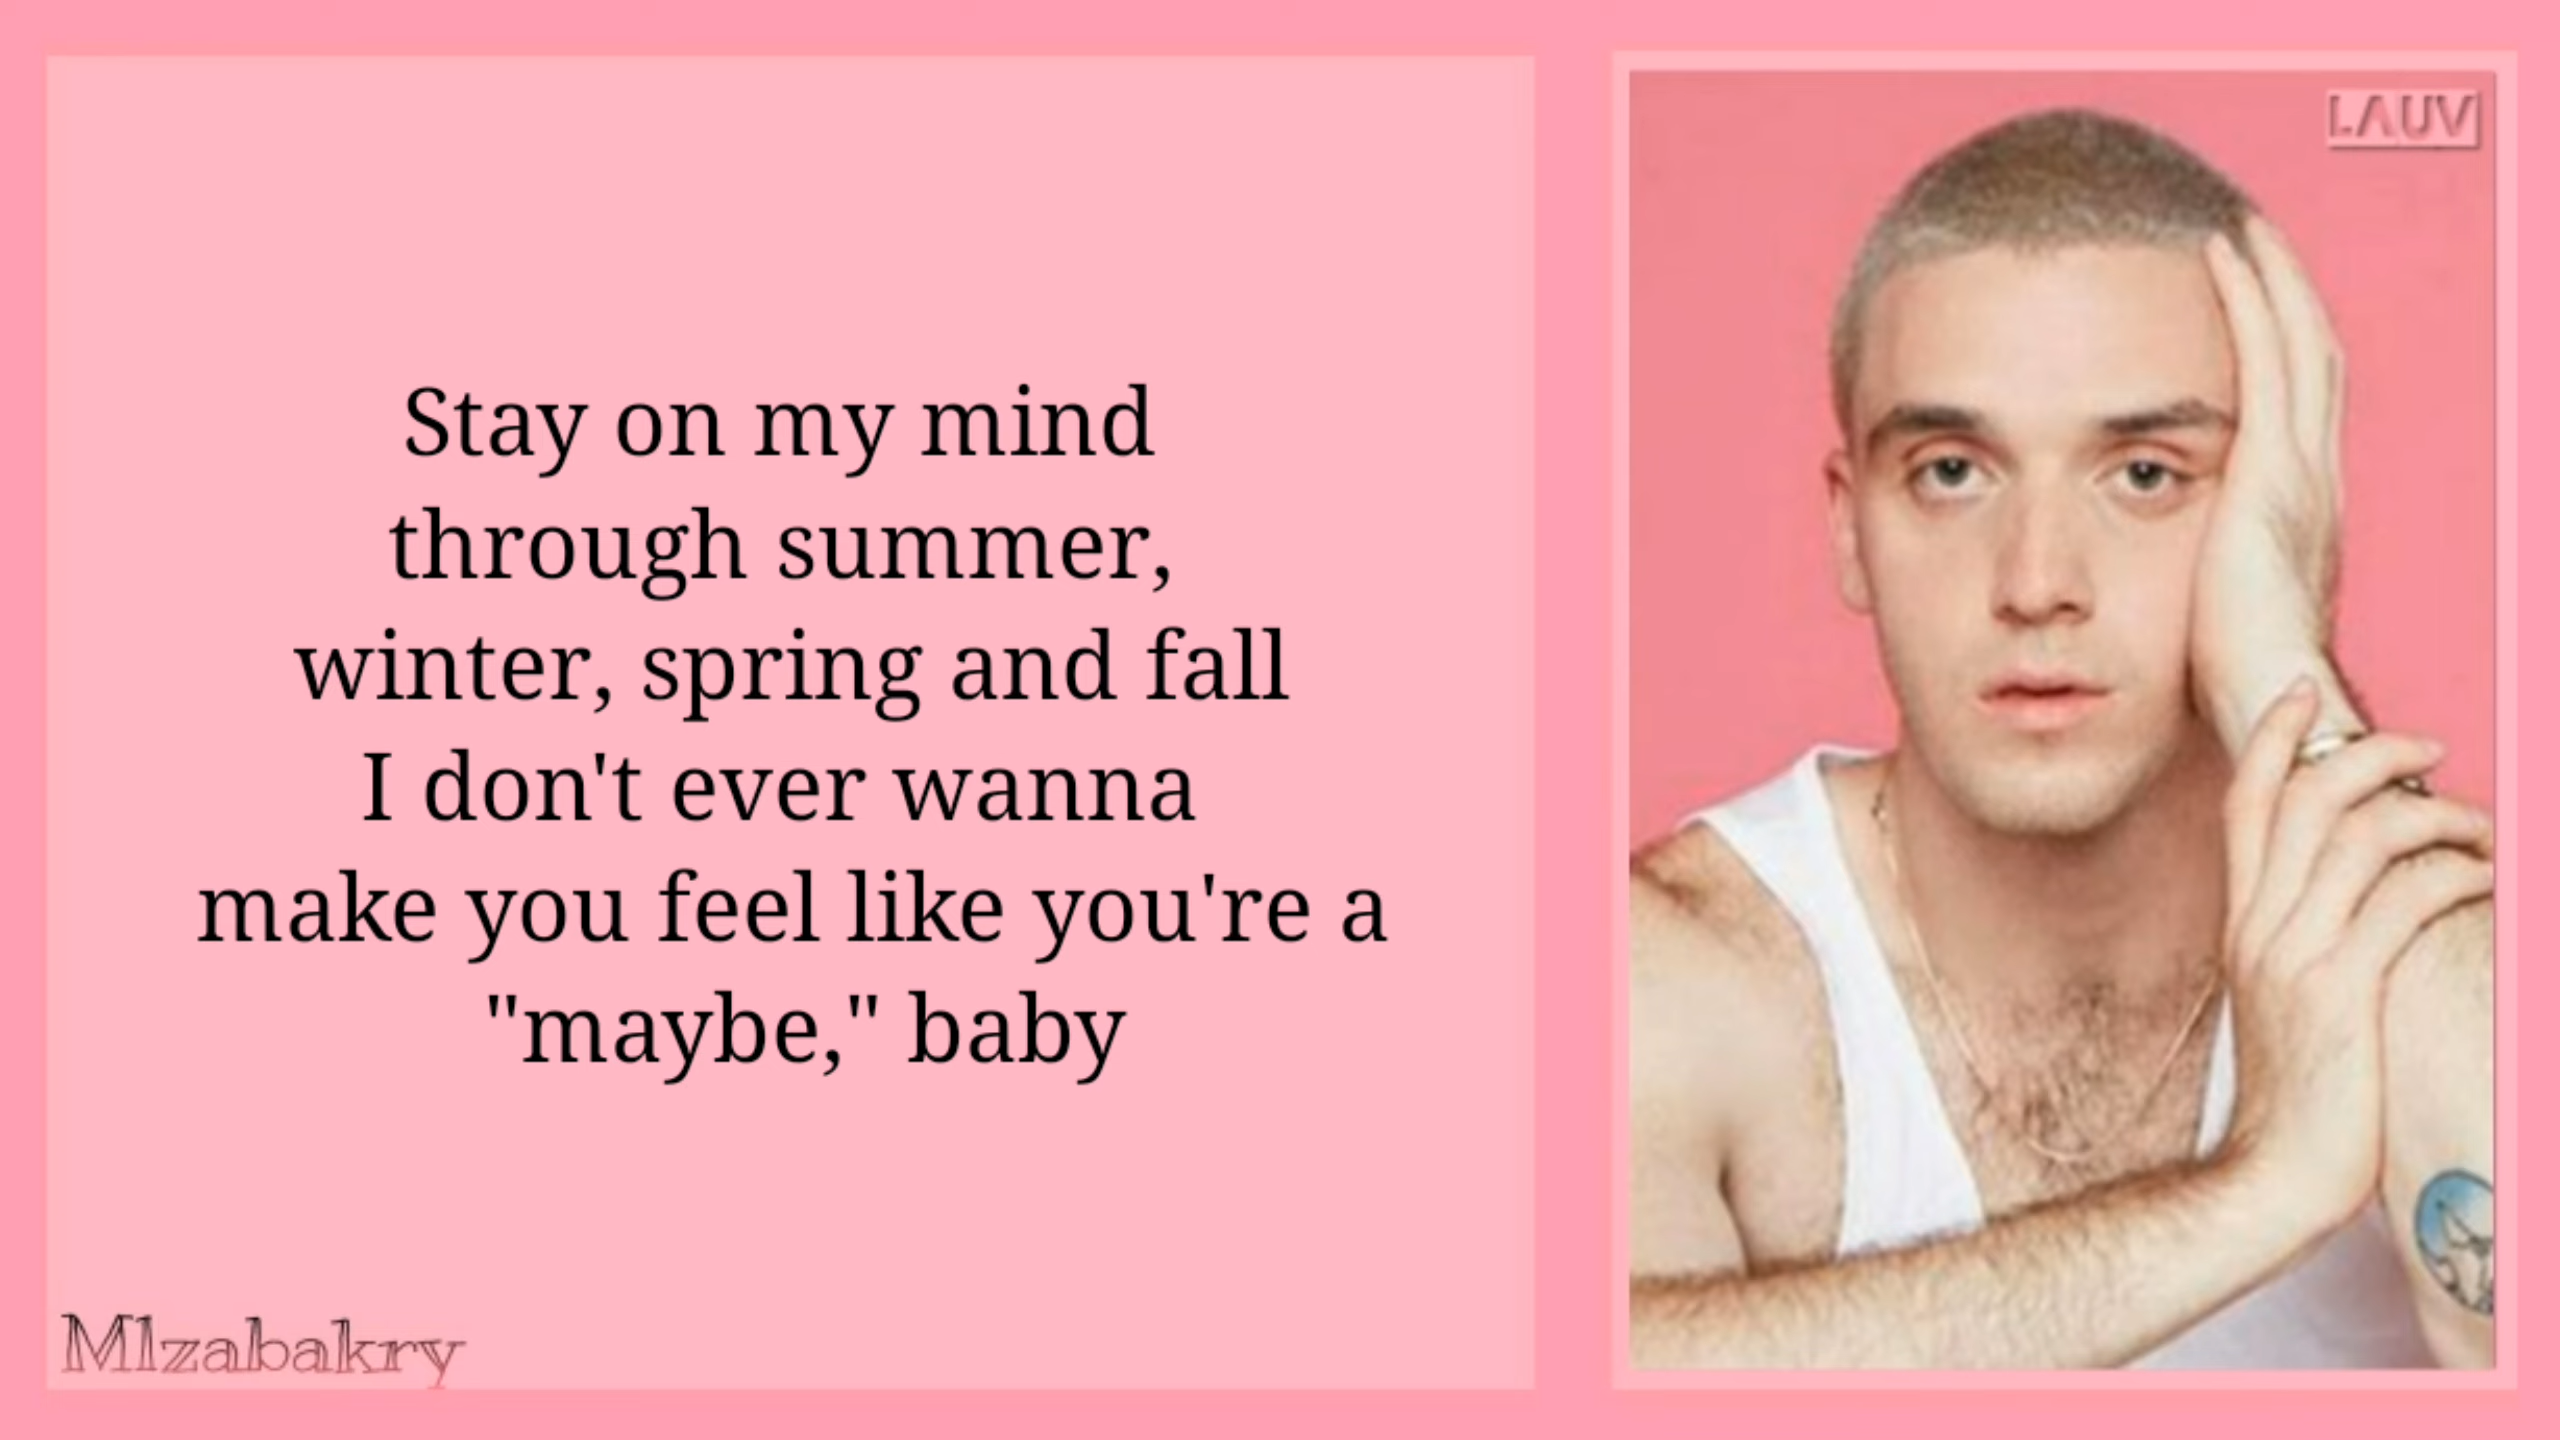 Stay on my mind
through summer,
winter, spring and fall
I don't ever wanna
make you feel like you're a
"maybe," baby
Mlzabakry
LAUV